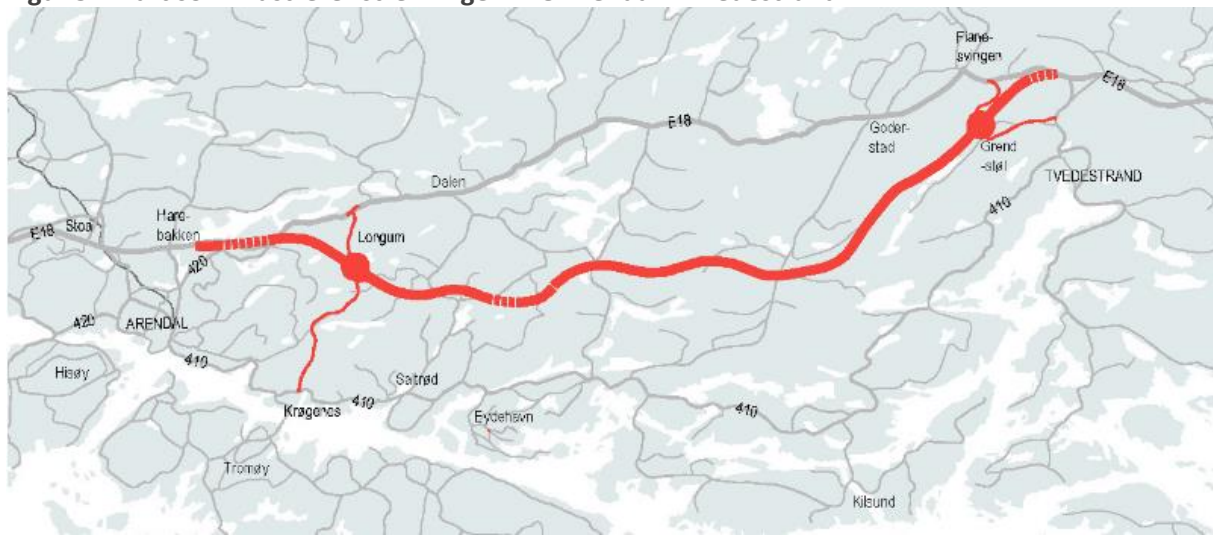 Flane-
svingen
E18
E18
Goder-
stad
Grend
-støl
TVEDESTRAND
Dalen
410
Hare-
bakken
Longum
Stoa
E18
420
420
ARENDAL
410
Hisøy
Saltrød
410
Krøgenes
Eydehavn
410
Tromøy
Kilsund